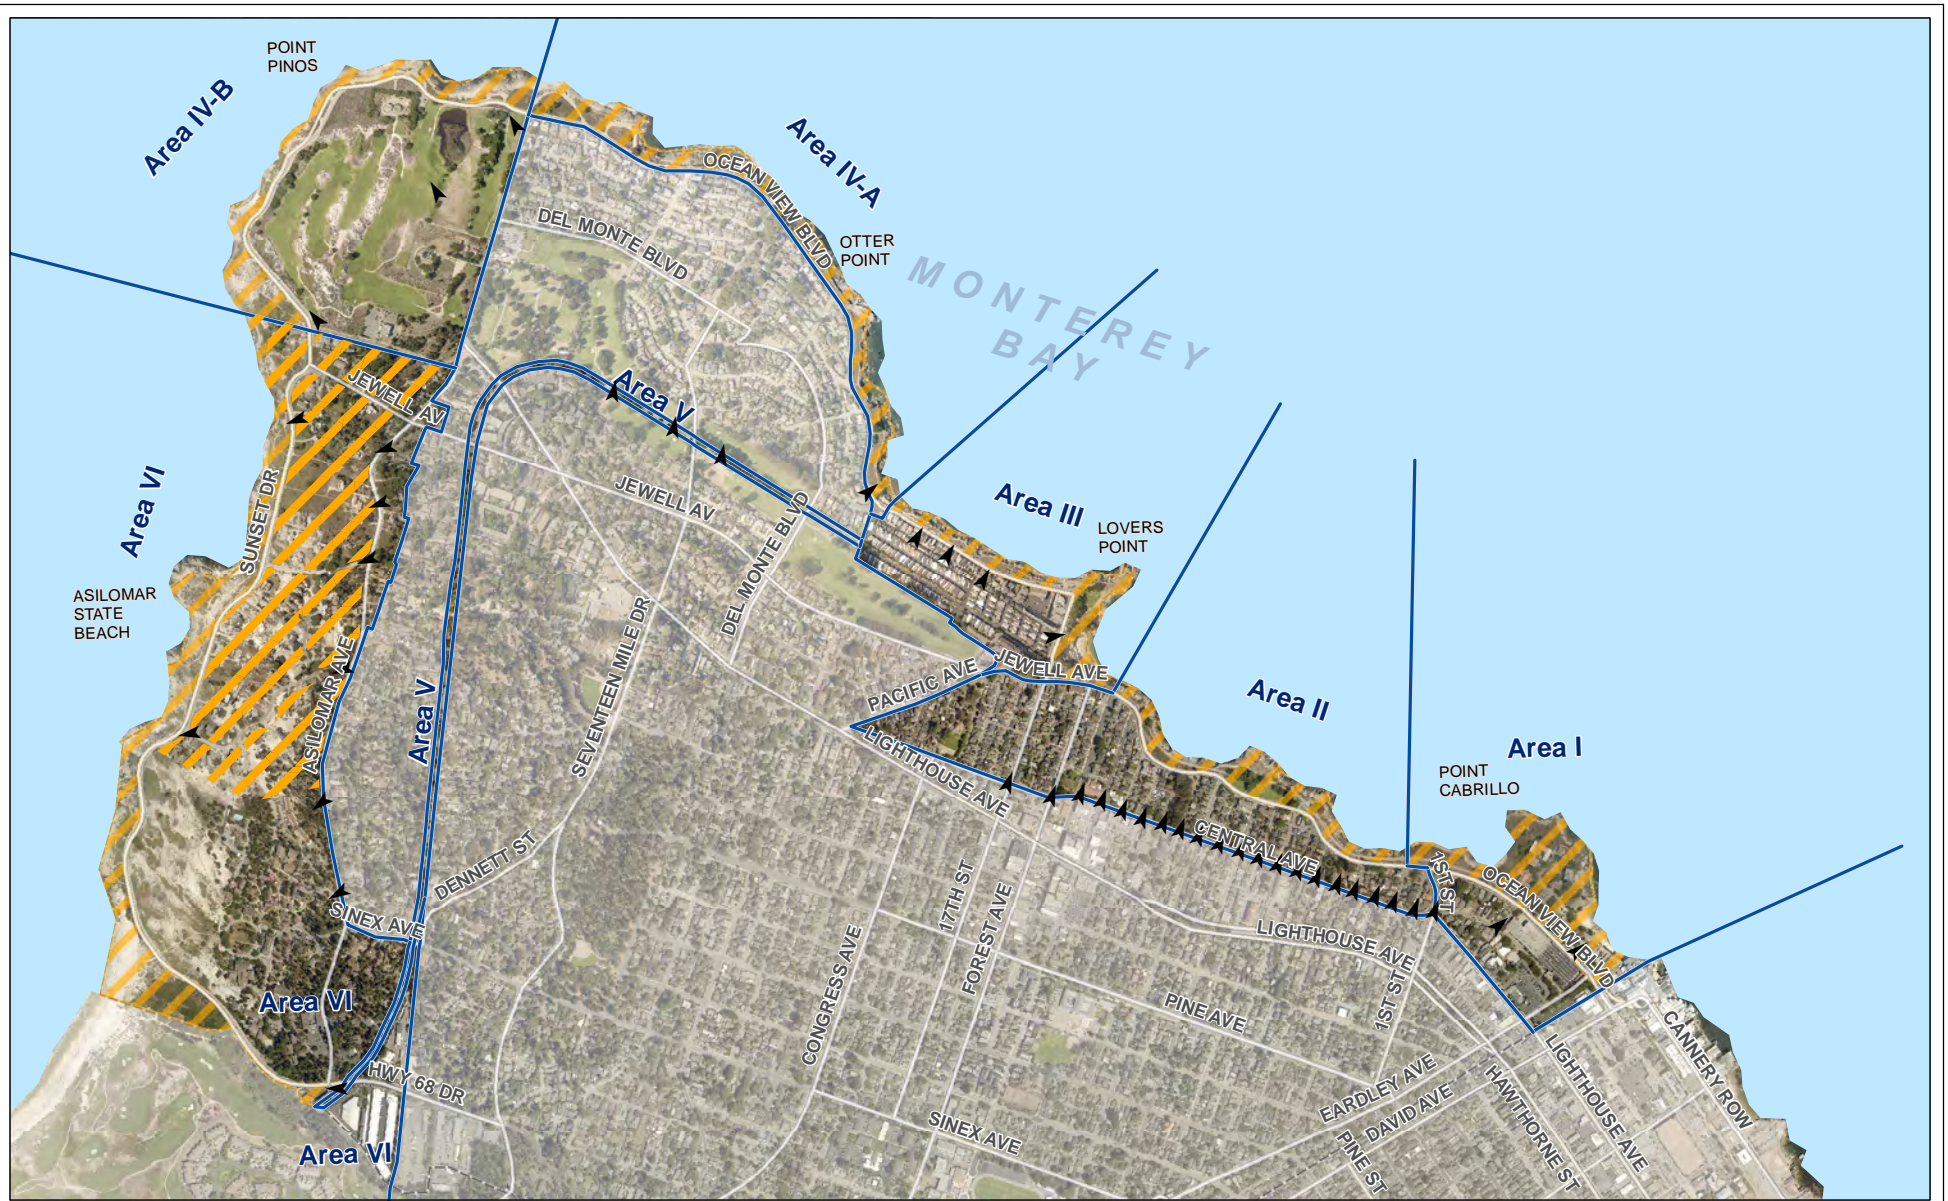 POINT
PINOS
Area IV-B
Area IV-A
OCEAN VIEW BLVD
DEL MONTE BLVD
OTTER
POINT
MONTEREY
BAY
JEWELL AV
Area V
Area VI
SUNSET DR
JEWELL AV
DEL MONTE BLVD
Area III
LOVERS
POINT
ASILOMAR
STATE
BEACH
ASILOMAR AVE
Area V
SEVENTEEN MILE DR
PACIFIC AVE
JEWELL AVE
Area II
LIGHTHOUSE AVE
Area I
POINT
CABRILLO
CENTRAL AVE
1ST ST
OCEAN VIEW BLVD
DENNETT ST
SINEX AVE
17TH ST
FOREST AVE
CONGRESS AVE
LIGHTHOUSE AVE
1ST ST
PINE AVE
Area VI
HWY 68 DR
CANNERY ROW
LIGHTHOUSE AVE
HAWTHORNE ST
EARDLEY AVE
DAVID AVE
PINE ST
SINEX AVE
Area VI